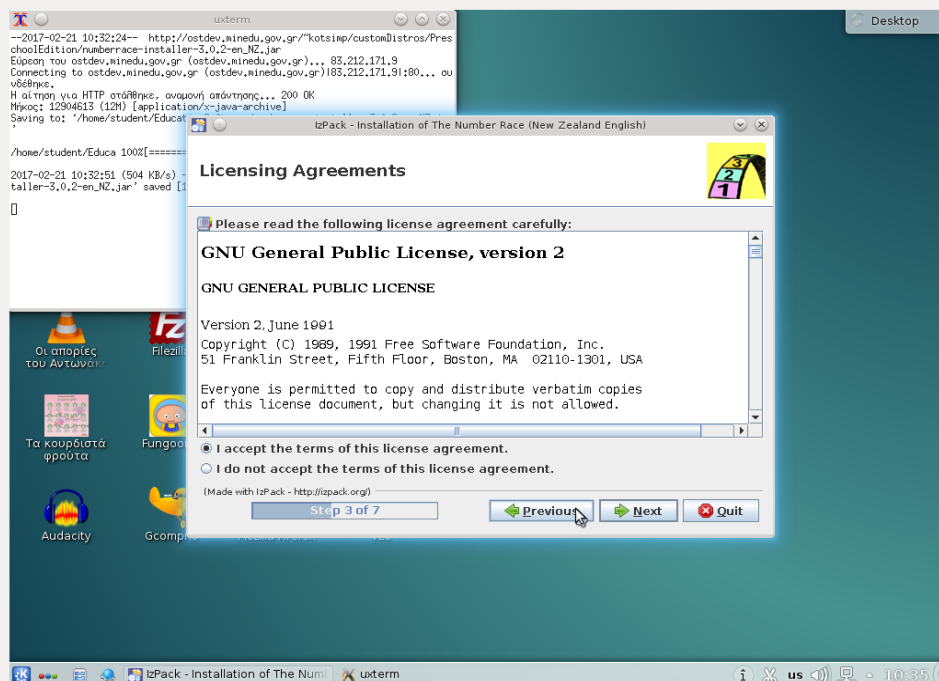 uxterm
--2017-02-21 10:32:24-- http://ostdev.minedu.gov.gr/~kotsimp/customDistros/Pres
choolEdition/numberrace-installer-3.0.2-en_NZ.jar
Εύρεση του ostdev.minedu.gov.gr (ostdev.minedu.gov.gr)... 83.212.171.9
Connecting to ostdev.minedu.gov.gr (ostdev.minedu.gov.gr)|83.212.171.9|:80... συ
νδέθηκε.
Η αίτηση για HTTP στάλθηκε, αναμονή απάντησης... 200 OK
Μήκος: 12904613 (12M) [application/x-java-archive]
Saving to: ‘/home/student/Educat
’
/home/student/Educa 100%[======
2017-02-21 10:32:51 (504 KB/s) -
taller-3.0.2-en_NZ.jar’ saved [1
Desktop
IzPack - Installation of The Number Race (New Zealand English)
Licensing Agreements
3
2
1
Please read the following license agreement carefully:
GNU General Public License, version 2
GNU GENERAL PUBLIC LICENSE
Version 2, June 1991
Copyright (C) 1989, 1991 Free Software Foundation, Inc.
51 Franklin Street, Fifth Floor, Boston, MA 02110-1301, USA
Everyone is permitted to copy and distribute verbatim copies
of this license document, but changing it is not allowed.
I accept the terms of this license agreement.
I do not accept the terms of this license agreement.
(Made with IzPack - http://izpack.org/)
Step 3 of 7
Previous
Next
Quit
Οι απορίες
του Αντωνάκη
Filezill
Τα κουρδιστά
φρούτα
Fungoo
Audacity
Gcompris
IzPack - Installation of The Num
uxterm
us
10:35